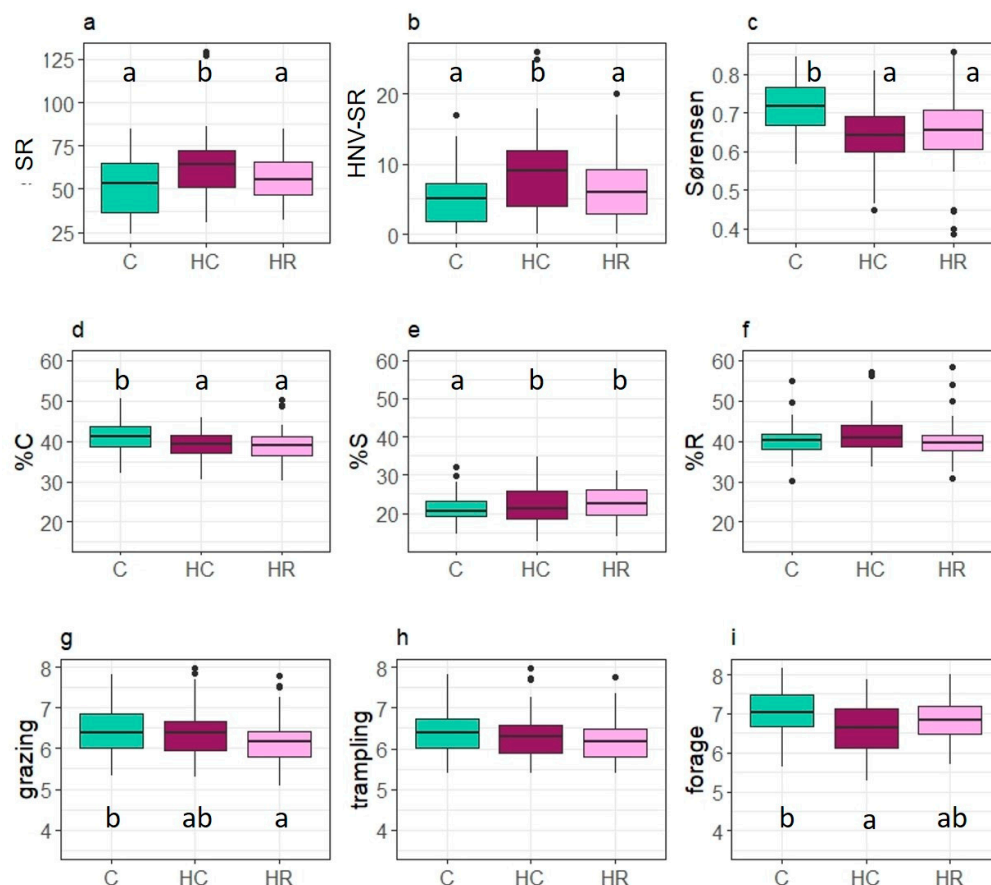 a b c
SR
125
100
75
50
25
a b a
C HC HR
HNV-SR
20
10
0
a b a
C HC HR
Sørensen
0.8
0.7
0.6
0.5
0.4
b a a
C HC HR
d e f
%C
60
50
40
30
20
b a a
C HC HR
%S
60
50
40
30
20
a b b
C HC HR
%R
60
50
40
30
20
C HC HR
g h i
grazing
8
7
6
5
4
b ab a
C HC HR
trampling
8
7
6
5
4
C HC HR
forage
8
7
6
5
4
b a ab
C HC HR